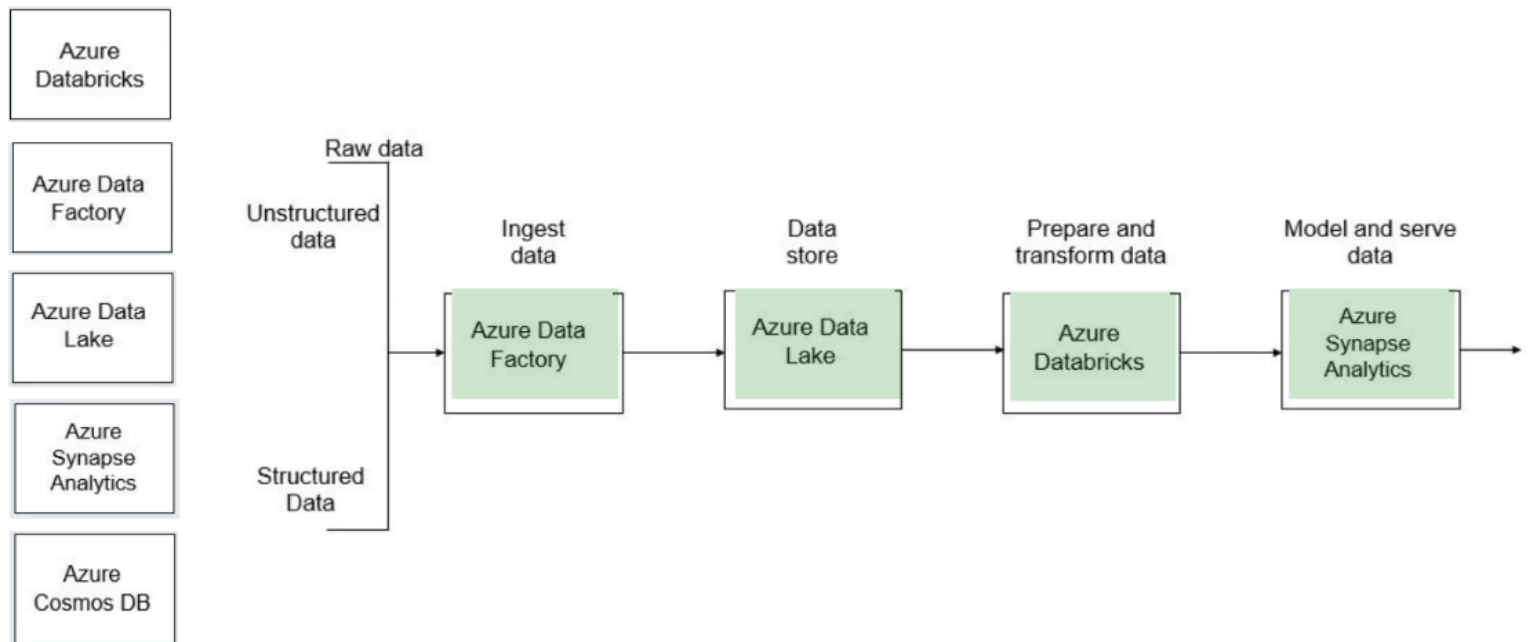 Azure
Databricks
Azure Data
Factory
Azure Data
Lake
Azure
Synapse
Analytics
Azure
Cosmos DB
Raw data
Unstructured
data
Structured
Data
Ingest
data
Azure Data
Factory
Data
store
Azure Data
Lake
Prepare and
transform data
Azure
Databricks
Model and serve
data
Azure
Synapse
Analytics